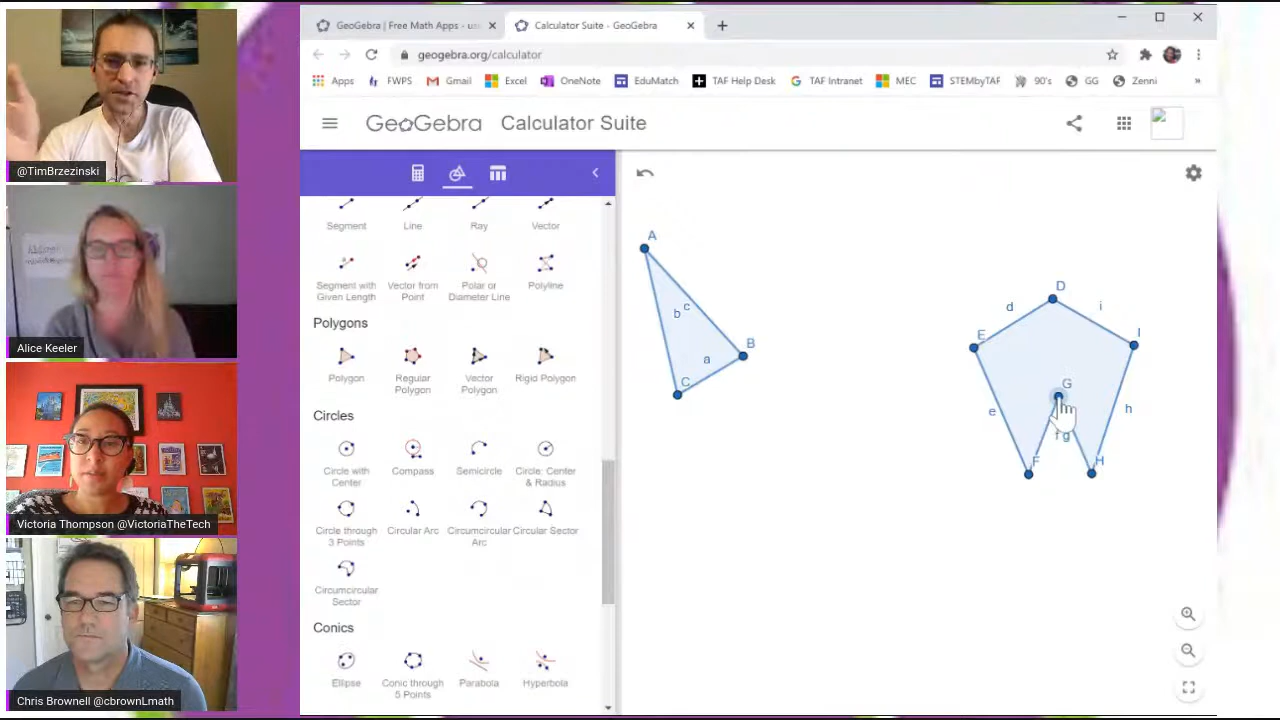 @TimBrzezinski
Alice Keeler
Victoria Thompson @VictoriaTheTech
Chris Brownell @cbrownLmath
GeoGebra | Free Math Apps - us
Calculator Suite - GeoGebra
geogebra.org/calculator
Apps FWPS Gmail Excel OneNote EduMatch TAF Help Desk TAF Intranet MEC STEMbyTAF 90's GG Zenni »
GeoGebra Calculator Suite
Segment Line Ray Vector
Segment with Given Length
Vector from Point
Polar or Diameter Line
Polyline
Polygons
Polygon
Regular Polygon
Vector Polygon
Rigid Polygon
Circles
Circle with Center
Compass
Semicircle
Circle: Center & Radius
Circle through 3 Points
Circular Arc
Circumcircular Arc
Circular Sector
Circumcircular Sector
Conics
Ellipse
Conic through 5 Points
Parabola
Hyperbola
A
b c
B
a
C
D
d i
E I
G
e h
f g
F H